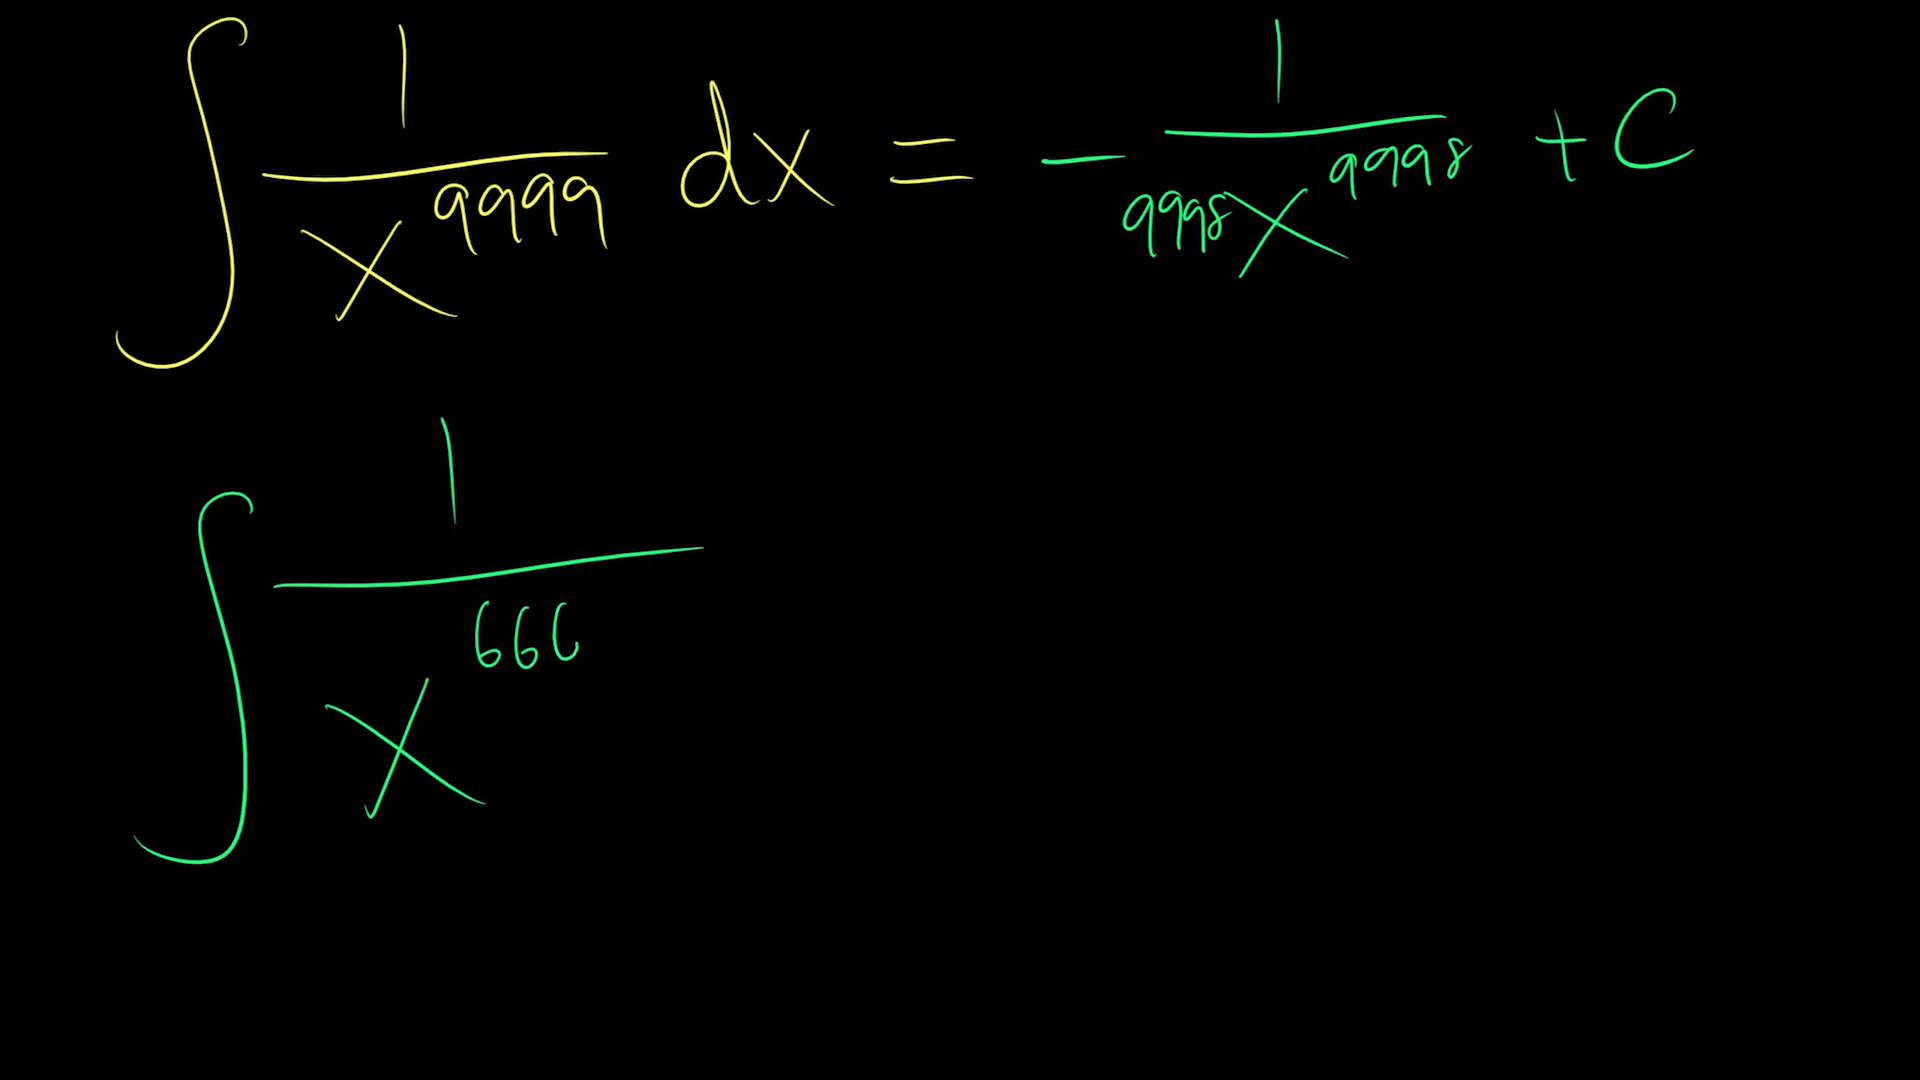 ∫ 1/x^9999 dx = - 1/(9998x^9998) + C
∫ 1/x^666